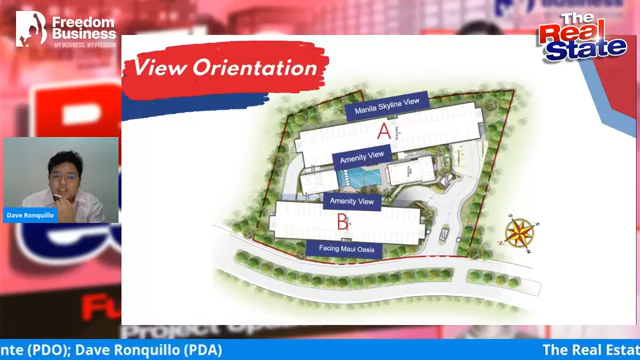 Freedom
Business
MY BUSINESS. MY FREEDOM
The
Real
State
View Orientation
Manila Skyline View
A
Amenity View
Amenity View
B
Facing Maui Oasis
Dave Ronquillo
nte (PDO); Dave Ronquillo (PDA)
The Real Estat